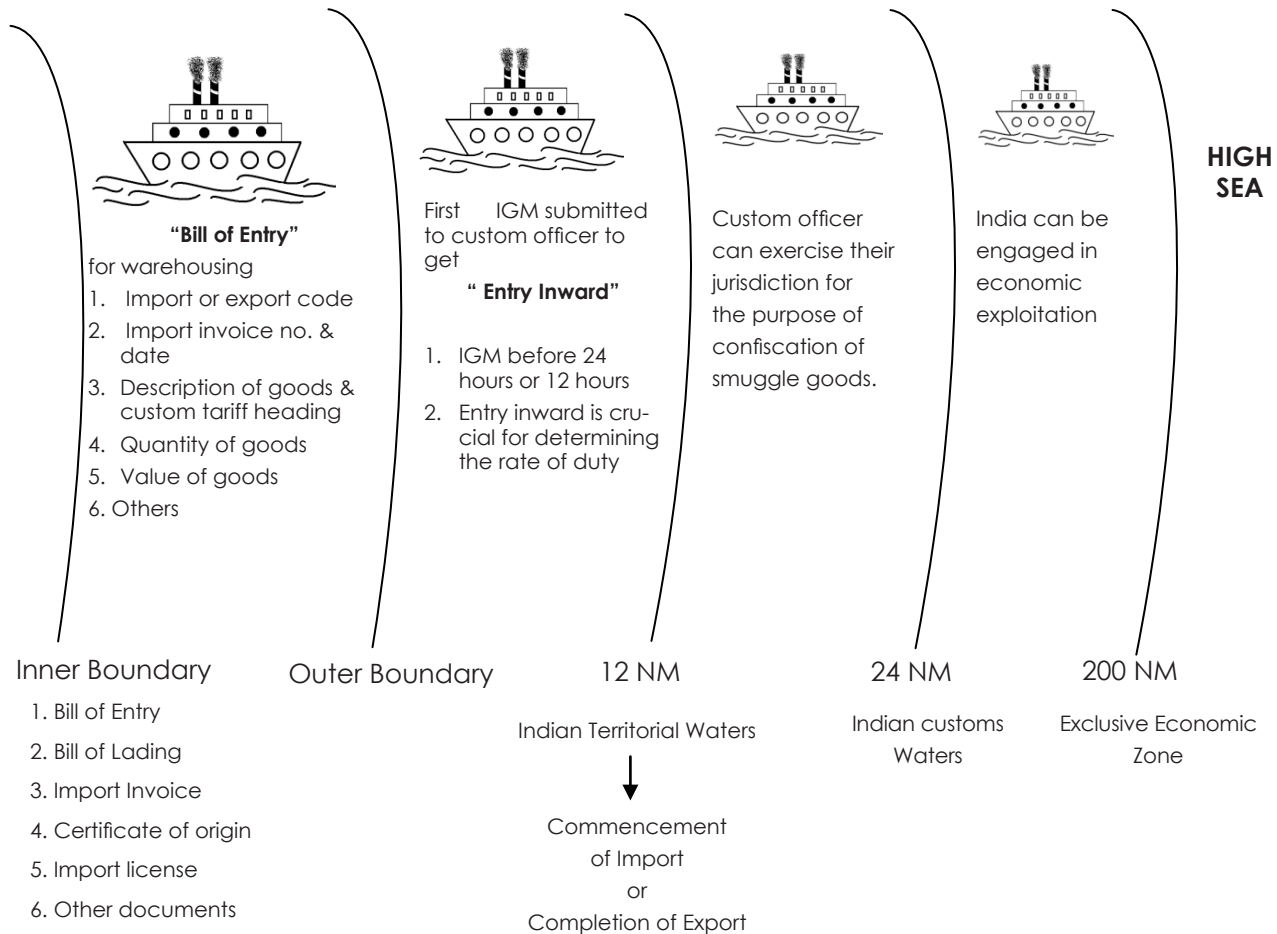 HIGH
SEA
“Bill of Entry”
for warehousing
1. Import or export code
2. Import invoice no. &
date
3. Description of goods &
custom tariff heading
4. Quantity of goods
5. Value of goods
6. Others
First IGM submitted
to custom officer to
get
“ Entry Inward”
1. IGM before 24
hours or 12 hours
2. Entry inward is cru-
cial for determining
the rate of duty
Custom officer
can exercise their
jurisdiction for
the purpose of
confiscation of
smuggle goods.
India can be
engaged in
economic
exploitation
Inner Boundary
1. Bill of Entry
2. Bill of Lading
3. Import Invoice
4. Certificate of origin
5. Import license
6. Other documents
Outer Boundary
12 NM
Indian Territorial Waters
Commencement
of Import
or
Completion of Export
24 NM
Indian customs
Waters
200 NM
Exclusive Economic
Zone